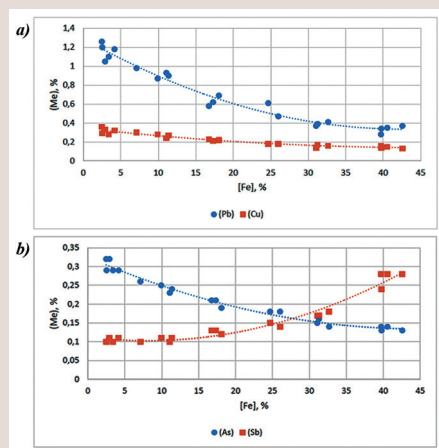 a)
1,4
1,2
1
0,8
0,6
0,4
0,2
0
(Me), %
0 5 10 15 20 25 30 35 40 45
[Fe], %
(Pb) (Cu)
b)
0,35
0,3
0,25
0,2
0,15
0,1
0,05
0
(Me), %
0 5 10 15 20 25 30 35 40 45
[Fe], %
(As) (Sb)